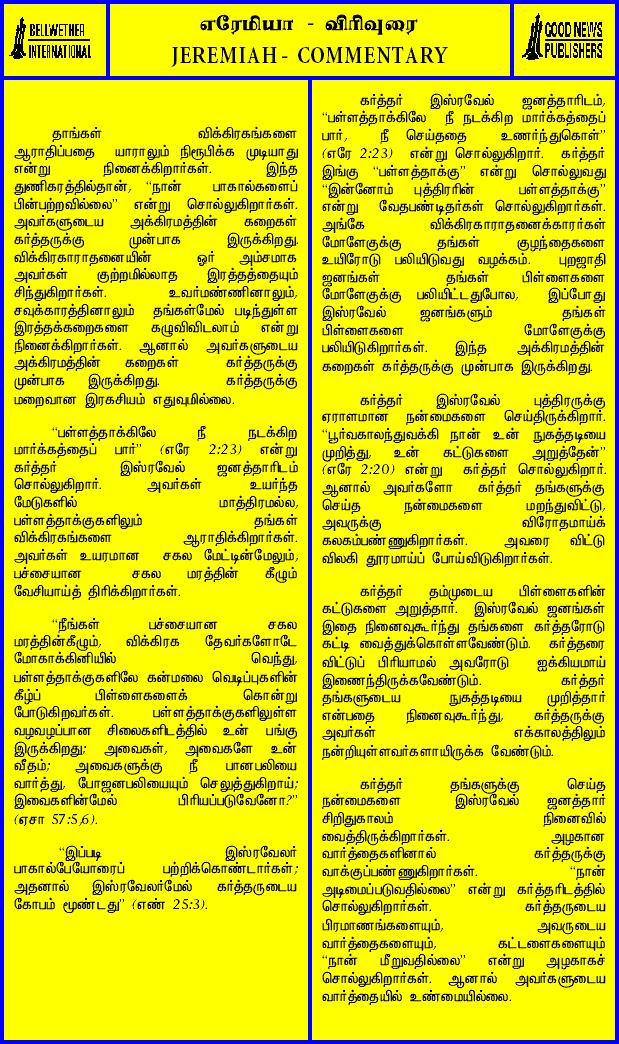 BELLWETHER
INTERNATIONAL
எரேமியா - விரிவுரை
JEREMIAH - COMMENTARY
GOOD NEWS
PUBLISHERS
தாங்கள் விக்கிரகங்களை
ஆராதிப்பதை யாராலும் நிரூபிக்க முடியாது
என்று நினைக்கிறார்கள். இந்த
துணிகரத்தில்தான், “நான் பாகால்களைப்
பின்பற்றவில்லை” என்று சொல்லுகிறார்கள்.
அவர்களுடைய அக்கிரமத்தின் கறைகள்
கர்த்தருக்கு முன்பாக இருக்கிறது.
விக்கிரகாராதனையின் ஓர் அம்சமாக
அவர்கள் குற்றமில்லாத இரத்தத்தையும்
சிந்துகிறார்கள். உவர்மண்ணினாலும்,
சவுக்காரத்தினாலும் தங்கள்மேல் படிந்துள்ள
இரத்தக்கறைகளை கழுவிவிடலாம் என்று
நினைக்கிறார்கள். ஆனால் அவர்களுடைய
அக்கிரமத்தின் கறைகள் கர்த்தருக்கு
முன்பாக இருக்கிறது. கர்த்தருக்கு
மறைவான இரகசியம் எதுவுமில்லை.
“பள்ளத்தாக்கிலே நீ நடக்கிற
மார்க்கத்தைப் பார்” (எரே 2:23) என்று
கர்த்தர் இஸ்ரவேல் ஜனத்தாரிடம்
சொல்லுகிறார். அவர்கள் உயர்ந்த
மேடுகளில் மாத்திரமல்ல,
பள்ளத்தாக்குகளிலும் தங்கள்
விக்கிரகங்களை ஆராதிக்கிறார்கள்.
அவர்கள் உயரமான சகல மேட்டின்மேலும்,
பச்சையான சகல மரத்தின் கீழும்
வேசியாய்த் திரிக்கிறார்கள்.
“நீங்கள் பச்சையான சகல
மரத்தின்கீழும், விக்கிரக தேவர்களோடே
மோகாக்கினியில் வெந்து,
பள்ளத்தாக்குகளிலே கன்மலை வெடிப்புகளின்
கீழ்ப் பிள்ளைகளைக் கொன்று
போடுகிறவர்கள். பள்ளத்தாக்குகளிலுள்ள
வழவழப்பான சிலைகளிடத்தில் உன் பங்கு
இருக்கிறது; அவைகள், அவைகளே உன்
வீதம்; அவைகளுக்கு நீ பானபலியை
வார்த்து, போஜனபலியையும் செலுத்துகிறாய்;
இவைகளின்மேல் பிரியப்படுவேனோ?”
(ஏசா 57:5,6).
“இப்படி இஸ்ரவேலர்
பாகால்பேயோரைப் பற்றிக்கொண்டார்கள்;
அதனால் இஸ்ரவேலர்மேல் கர்த்தருடைய
கோபம் மூண்டது” (எண் 25:3).
கர்த்தர் இஸ்ரவேல் ஜனத்தாரிடம்,
“பள்ளத்தாக்கிலே நீ நடக்கிற மார்க்கத்தைப்
பார், நீ செய்ததை உணர்ந்துகொள்”
(எரே 2:23) என்று சொல்லுகிறார். கர்த்தர்
இங்கு “பள்ளத்தாக்கு” என்று சொல்லுவது
“இன்னோம் புத்திரரின் பள்ளத்தாக்கு”
என்று வேதபண்டிதர்கள் சொல்லுகிறார்கள்.
அங்கே விக்கிரகாராதனைக்காரர்கள்
மோளேகுக்கு தங்கள் குழந்தைகளை
உயிரோடு பலியிடுவது வழக்கம். புறஜாதி
ஜனங்கள் தங்கள் பிள்ளைகளை
மோளேகுக்கு பலியிட்டதுபோல, இப்போது
இஸ்ரவேல் ஜனங்களும் தங்கள்
பிள்ளைகளை மோளேகுக்கு
பலியிடுகிறார்கள். இந்த அக்கிரமத்தின்
கறைகள் கர்த்தருக்கு முன்பாக இருக்கிறது.
கர்த்தர் இஸ்ரவேல் புத்திரருக்கு
ஏராளமான நன்மைகளை செய்திருக்கிறார்.
“பூர்வகாலந்துவக்கி நான் உன் நுகத்தடியை
முறித்து, உன் கட்டுகளை அறுத்தேன்”
(எரே 2:20) என்று கர்த்தர் சொல்லுகிறார்.
ஆனால் அவர்களோ கர்த்தர் தங்களுக்கு
செய்த நன்மைகளை மறந்துவிட்டு,
அவருக்கு விரோதமாய்க்
கலகம்பண்ணுகிறார்கள். அவரை விட்டு
விலகி தூரமாய்ப் போய்விடுகிறார்கள்.
கர்த்தர் தம்முடைய பிள்ளைகளின்
கட்டுகளை அறுத்தார். இஸ்ரவேல் ஜனங்கள்
இதை நினைவுகூர்ந்து தங்களை கர்த்தரோடு
கட்டி வைத்துக்கொள்ளவேண்டும். கர்த்தரை
விட்டுப் பிரியாமல் அவரோடு ஐக்கியமாய்
இணைந்திருக்கவேண்டும். கர்த்தர்
தங்களுடைய நுகத்தடியை முறித்தார்
என்பதை நினைவுகூர்ந்து, கர்த்தருக்கு
அவர்கள் எக்காலத்திலும்
நன்றியுள்ளவர்களாயிருக்க வேண்டும்.
கர்த்தர் தங்களுக்கு செய்த
நன்மைகளை இஸ்ரவேல் ஜனத்தார்
சிறிதுகாலம் நினைவில்
வைத்திருக்கிறார்கள். அழகான
வார்த்தைகளினால் கர்த்தருக்கு
வாக்குப்பண்ணுகிறார்கள். “நான்
அடிமைப்படுவதில்லை” என்று கர்த்தரிடத்தில்
சொல்லுகிறார்கள். கர்த்தருடைய
பிரமாணங்களையும், அவருடைய
வார்த்தைகளையும், கட்டளைகளையும்
“நான் மீறுவதில்லை” என்று அழகாகச்
சொல்லுகிறார்கள். ஆனால் அவர்களுடைய
வார்த்தையில் உண்மையில்லை.